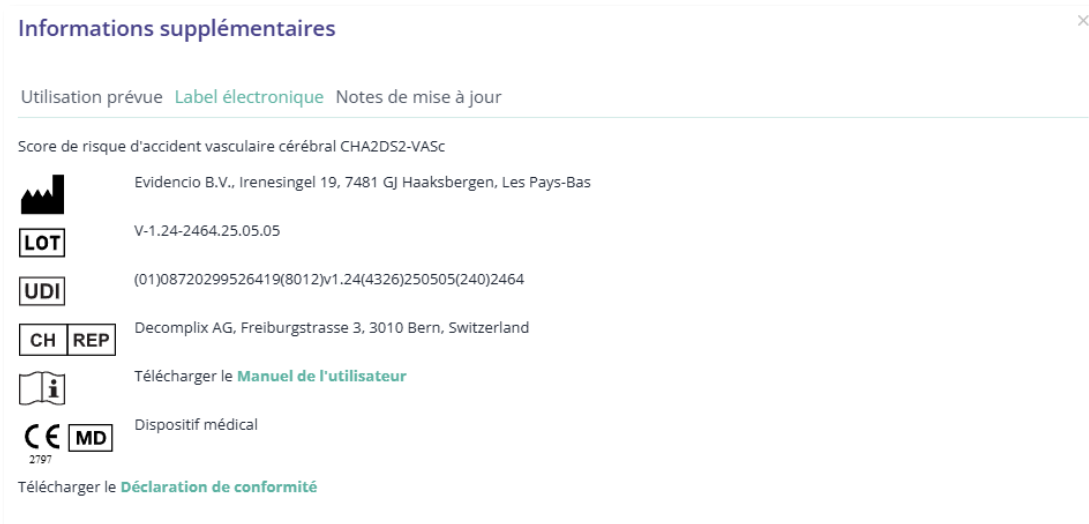 Informations supplémentaires
×
Utilisation prévue Label électronique Notes de mise à jour
Score de risque d'accident vasculaire cérébral CHA2DS2-VASc
Evidencio B.V., Irenesingel 19, 7481 GJ Haaksbergen, Les Pays-Bas
LOT V-1.24-2464.25.05.05
UDI (01)08720299526419(8012)v1.24(4326)250505(240)2464
CH REP Decomplix AG, Freiburgstrasse 3, 3010 Bern, Switzerland
i Télécharger le Manuel de l'utilisateur
CE MD Dispositif médical
2797
Télécharger le Déclaration de conformité